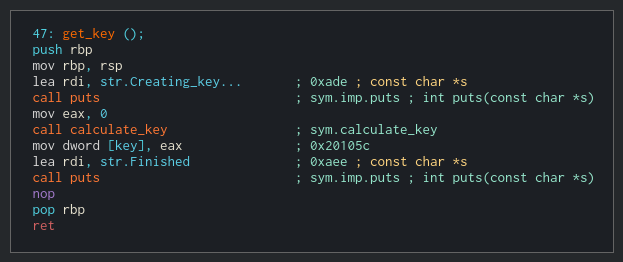 47: get_key ();
push rbp
mov rbp, rsp
lea rdi, str.Creating_key... ; 0xade ; const char *s
call puts ; sym.imp.puts ; int puts(const char *s)
mov eax, 0
call calculate_key ; sym.calculate_key
mov dword [key], eax ; 0x20105c
lea rdi, str.Finished ; 0xaee ; const char *s
call puts ; sym.imp.puts ; int puts(const char *s)
nop
pop rbp
ret